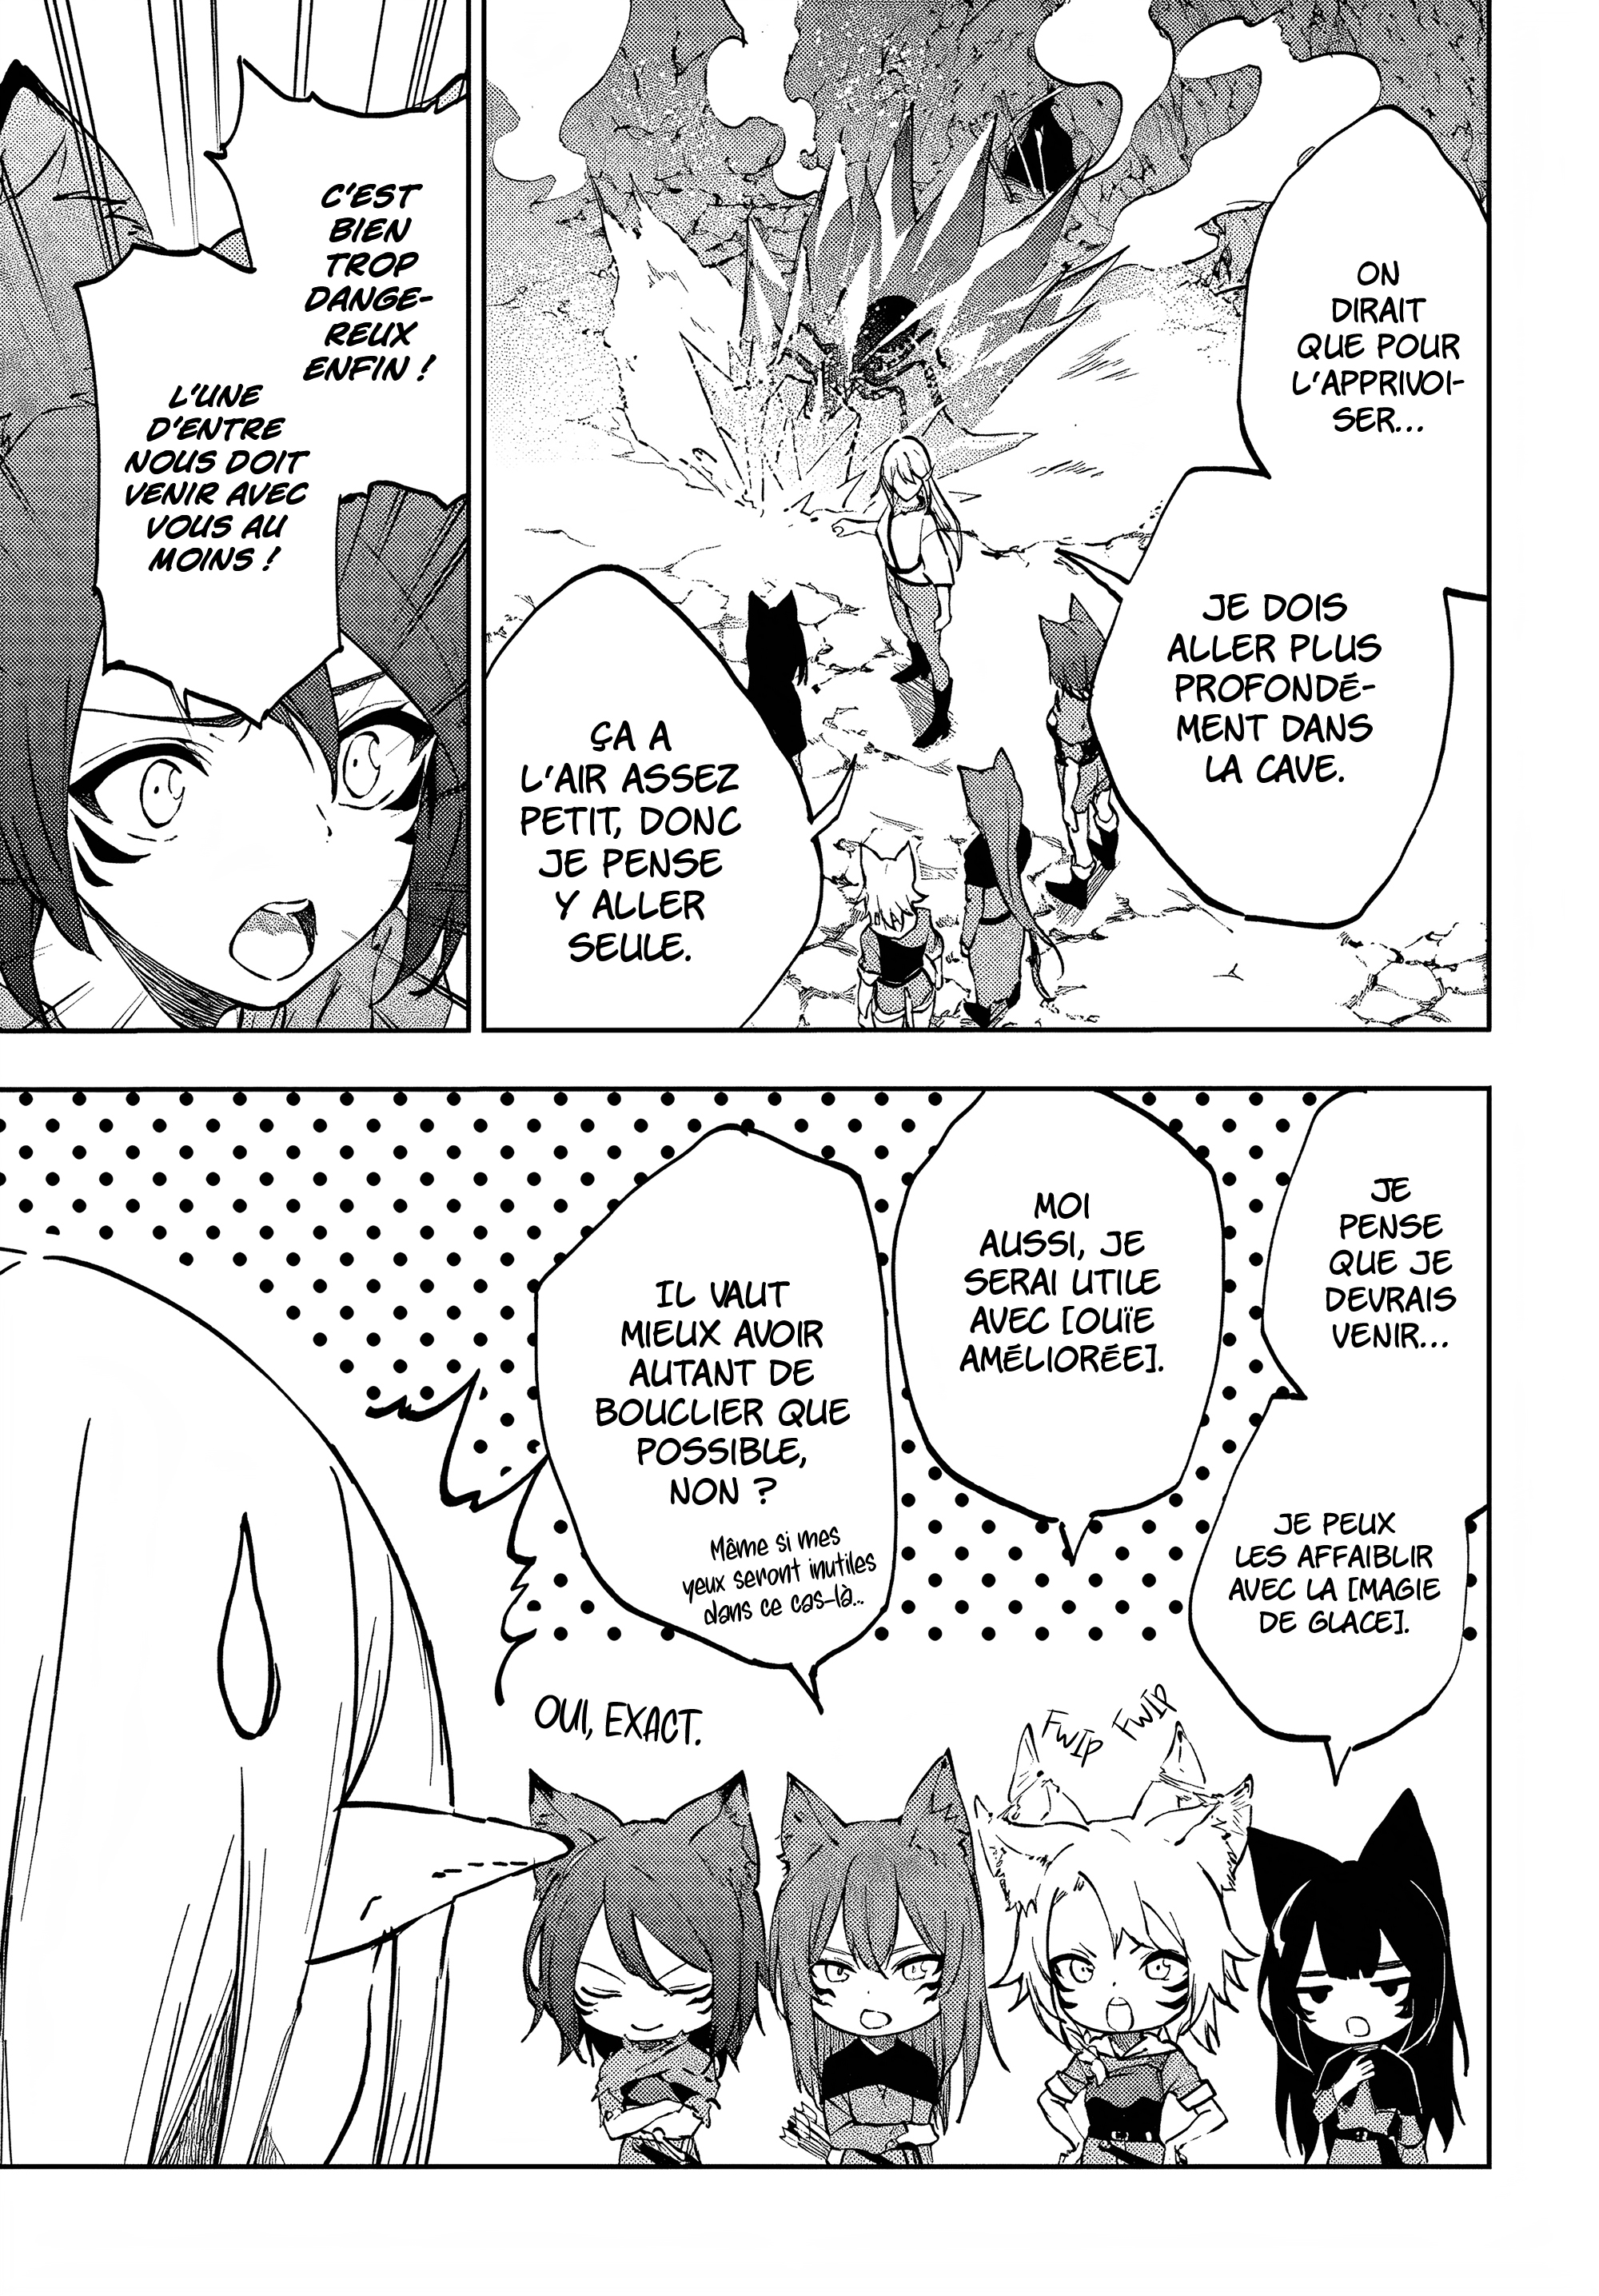 ON
DIRAIT
QUE POUR
L'APPRIVOI-
SER...
JE DOIS
ALLER PLUS
PROFONDÉ-
MENT DANS
LA CAVE.
ÇA A
L'AIR ASSEZ
PETIT, DONC
JE PENSE
Y ALLER
SEULE.
C'EST
BIEN
TROP
DANGE-
REUX
ENFIN !
L'UNE
D'ENTRE
NOUS DOIT
VENIR AVEC
VOUS AU
MOINS !
JE
PENSE
QUE JE
DEVRAIS
VENIR...
JE PEUX
LES AFFAIBLIR
AVEC LA [MAGIE
DE GLACE].
MOI
AUSSI, JE
SERAI UTILE
AVEC [OUÏE
AMÉLIORÉE].
FWIP
FWIP
IL VAUT
MIEUX AVOIR
AUTANT DE
BOUCLIER QUE
POSSIBLE,
NON ?
Même si mes
yeux seront inutiles
dans ce cas-là...
OUI, EXACT.